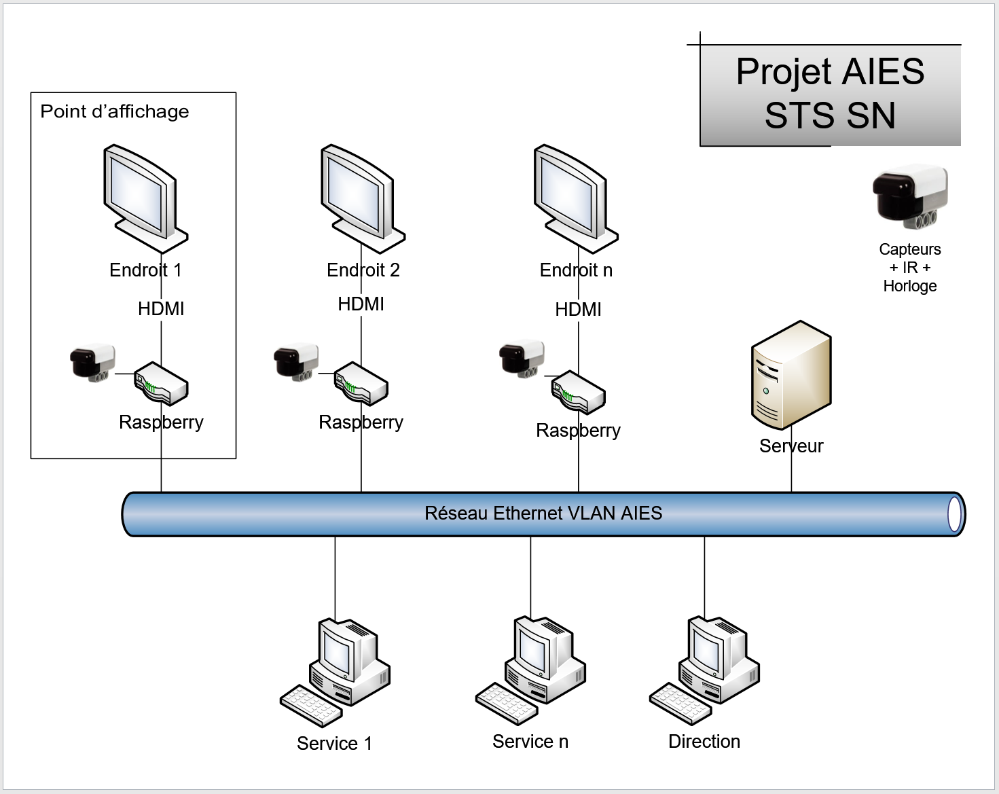 Projet AIES
STS SN
Point d’affichage
Endroit 1
Endroit 2
Endroit n
Capteurs
+ IR +
Horloge
HDMI
HDMI
HDMI
Raspberry
Raspberry
Raspberry
Serveur
Réseau Ethernet VLAN AIES
Service 1
Service n
Direction